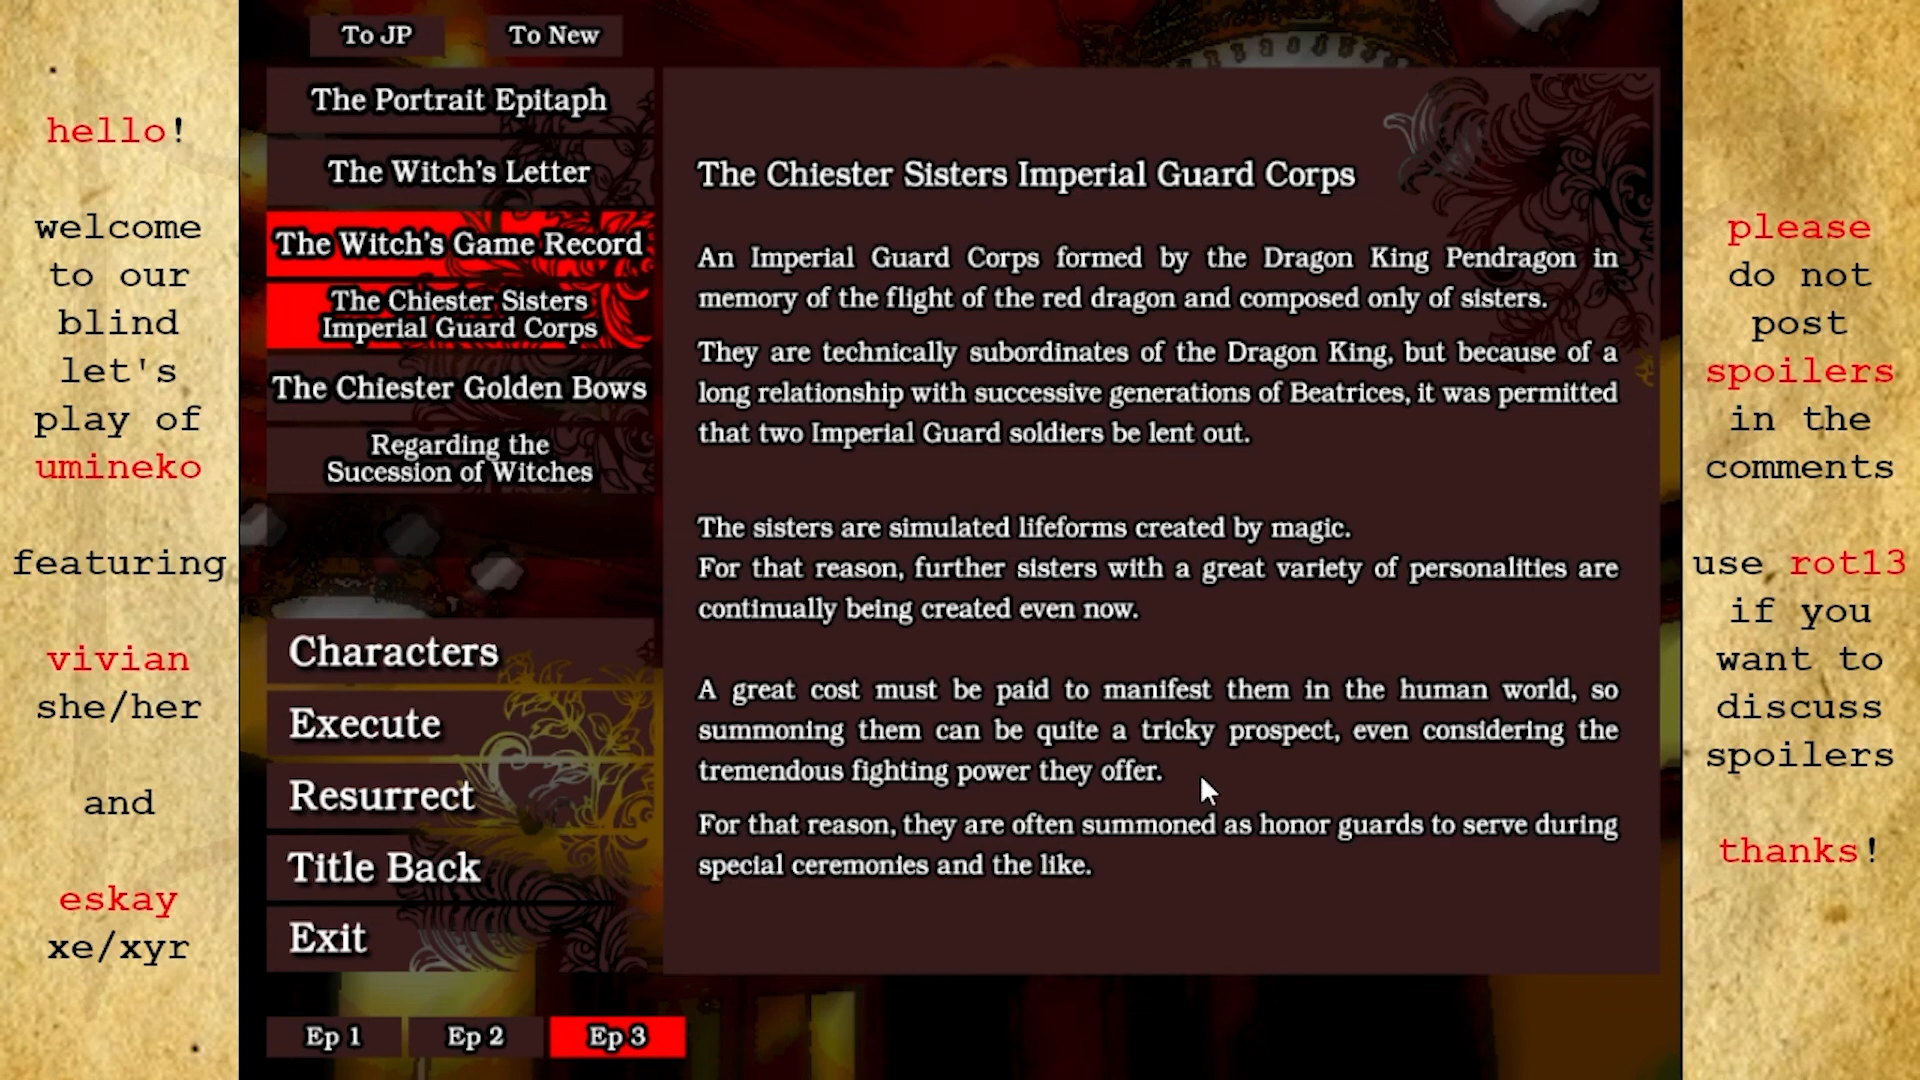 hello!
welcome
to our
blind
let's
play of
umineko
featuring
vivian
she/her
and
eskay
xe/xyr
To JP
To New
The Portrait Epitaph
The Witch's Letter
The Witch's Game Record
The Chiester Sisters
Imperial Guard Corps
The Chiester Golden Bows
Regarding the
Sucession of Witches
Characters
Execute
Resurrect
Title Back
Exit
Ep 1
Ep 2
Ep 3
The Chiester Sisters Imperial Guard Corps
An Imperial Guard Corps formed by the Dragon King Pendragon in
memory of the flight of the red dragon and composed only of sisters.
They are technically subordinates of the Dragon King, but because of a
long relationship with successive generations of Beatrices, it was permitted
that two Imperial Guard soldiers be lent out.
The sisters are simulated lifeforms created by magic.
For that reason, further sisters with a great variety of personalities are
continually being created even now.
A great cost must be paid to manifest them in the human world, so
summoning them can be quite a tricky prospect, even considering the
tremendous fighting power they offer.
For that reason, they are often summoned as honor guards to serve during
special ceremonies and the like.
please
do not
post
spoilers
in the
comments
use rot13
if you
want to
discuss
spoilers
thanks!